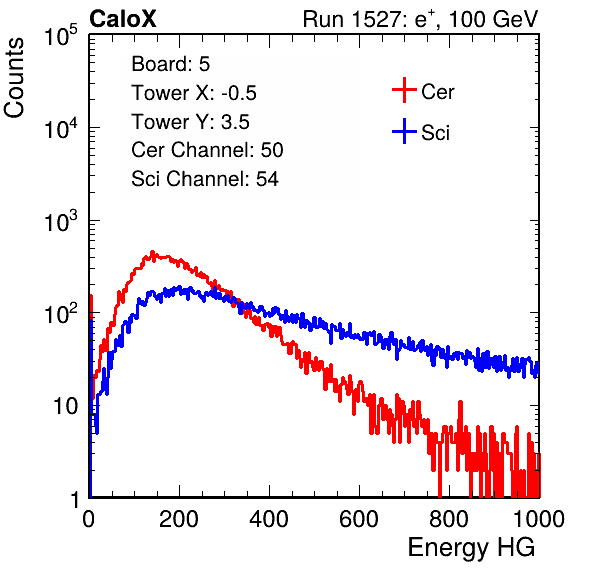 CaloX Run 1527: e⁺, 100 GeV
Counts
Board: 5
Tower X: -0.5
Tower Y: 3.5
Cer Channel: 50
Sci Channel: 54
Cer
Sci
10⁵
10⁴
10³
10²
10
1
0 200 400 600 800 1000
Energy HG